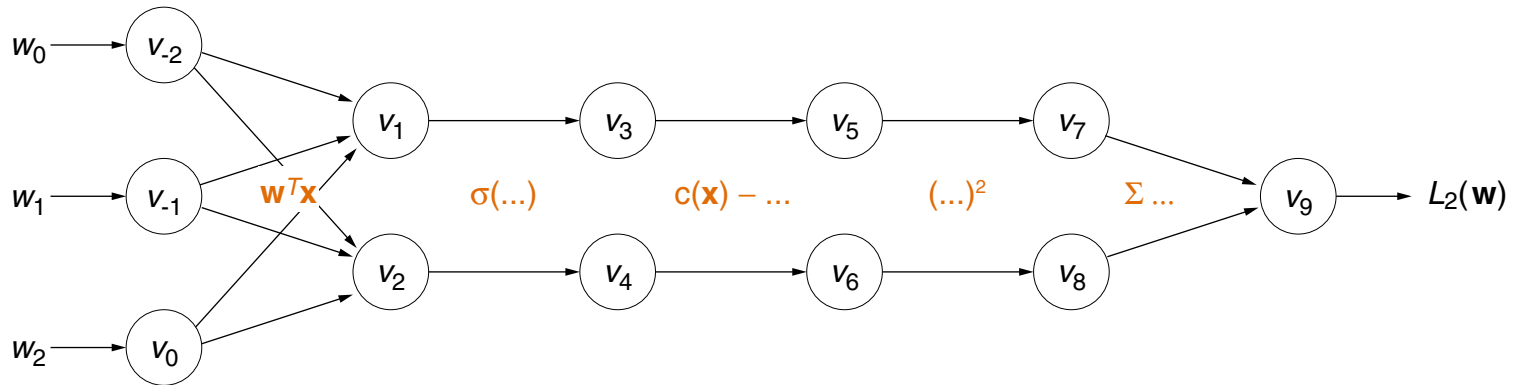 w₀ v₋₂
v₁ v₃ v₅ v₇
w₁ v₋₁ wᵀx σ(...) c(x) – ... (...)² Σ ... v₉ L₂(w)
v₂ v₄ v₆ v₈
w₂ v₀